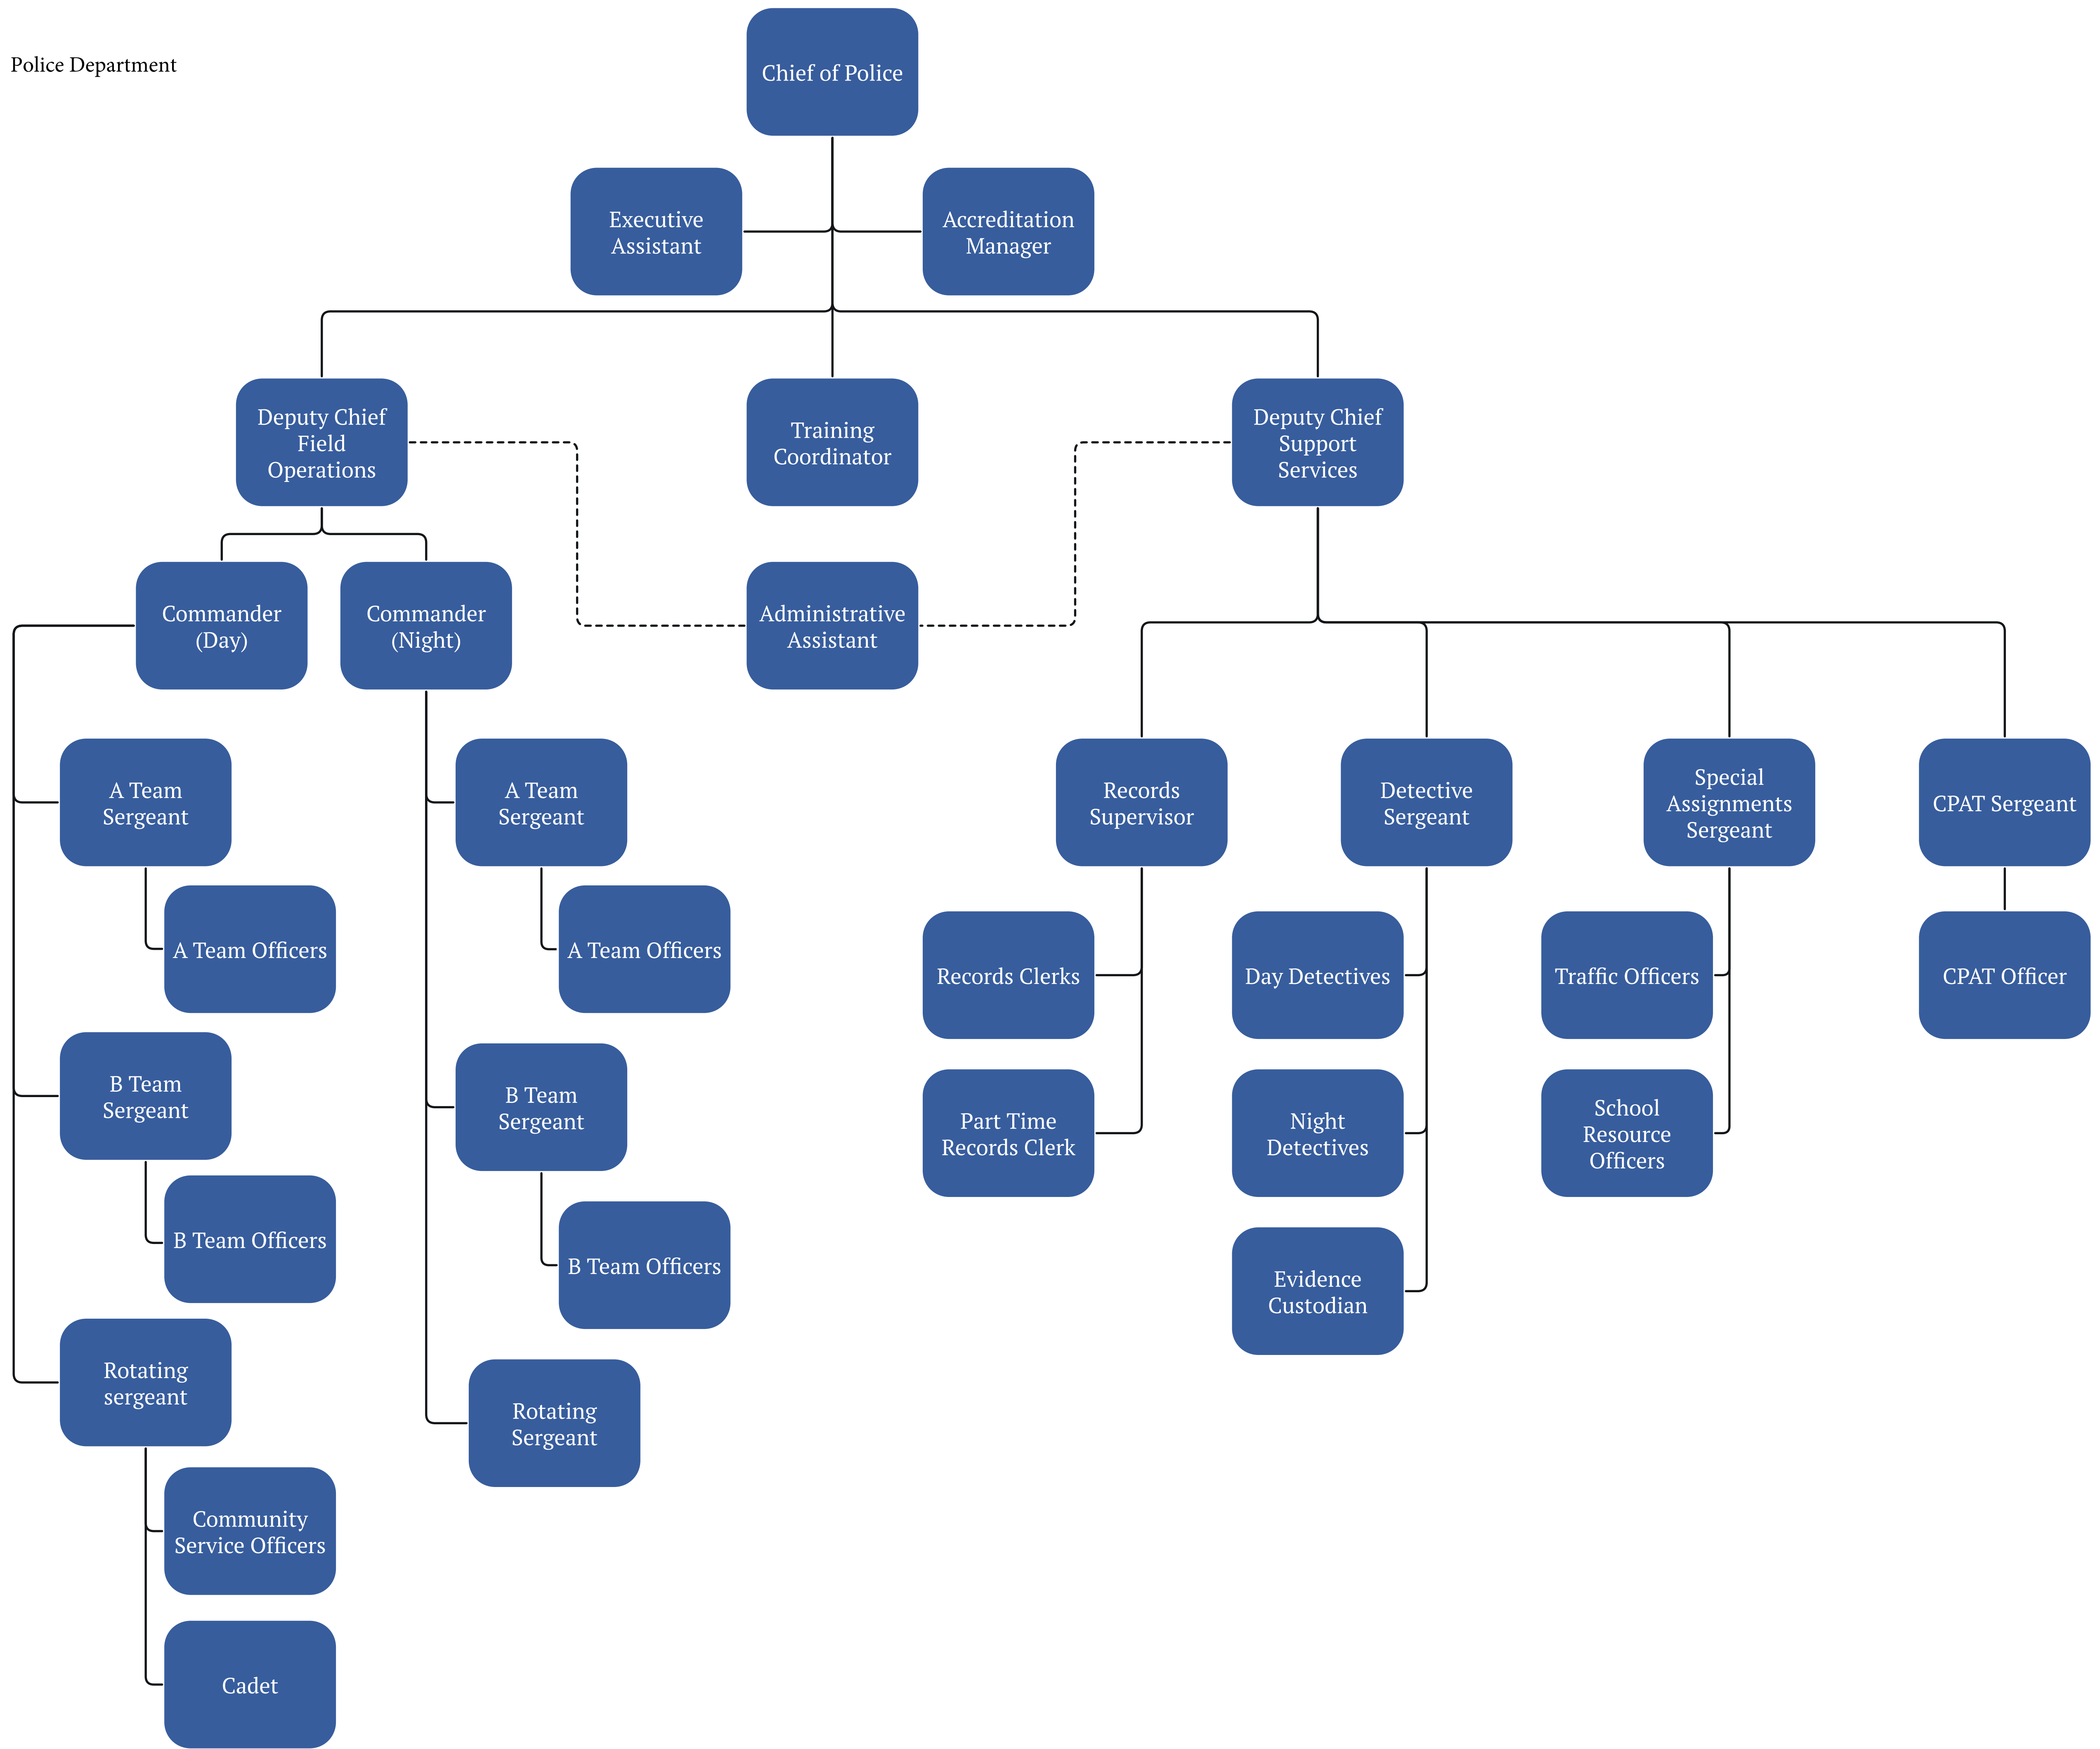 Police Department
Chief of Police
Executive
Assistant
Accreditation
Manager
Deputy Chief
Field
Operations
Training
Coordinator
Deputy Chief
Support
Services
Commander
(Day)
Commander
(Night)
Administrative
Assistant
A Team
Sergeant
A Team
Sergeant
Records
Supervisor
Detective
Sergeant
Special
Assignments
Sergeant
CPAT Sergeant
A Team Officers
A Team Officers
Records Clerks
Day Detectives
Traffic Officers
CPAT Officer
B Team
Sergeant
B Team
Sergeant
Part Time
Records Clerk
Night
Detectives
School
Resource
Officers
B Team Officers
B Team Officers
Evidence
Custodian
Rotating
sergeant
Rotating
Sergeant
Community
Service Officers
Cadet